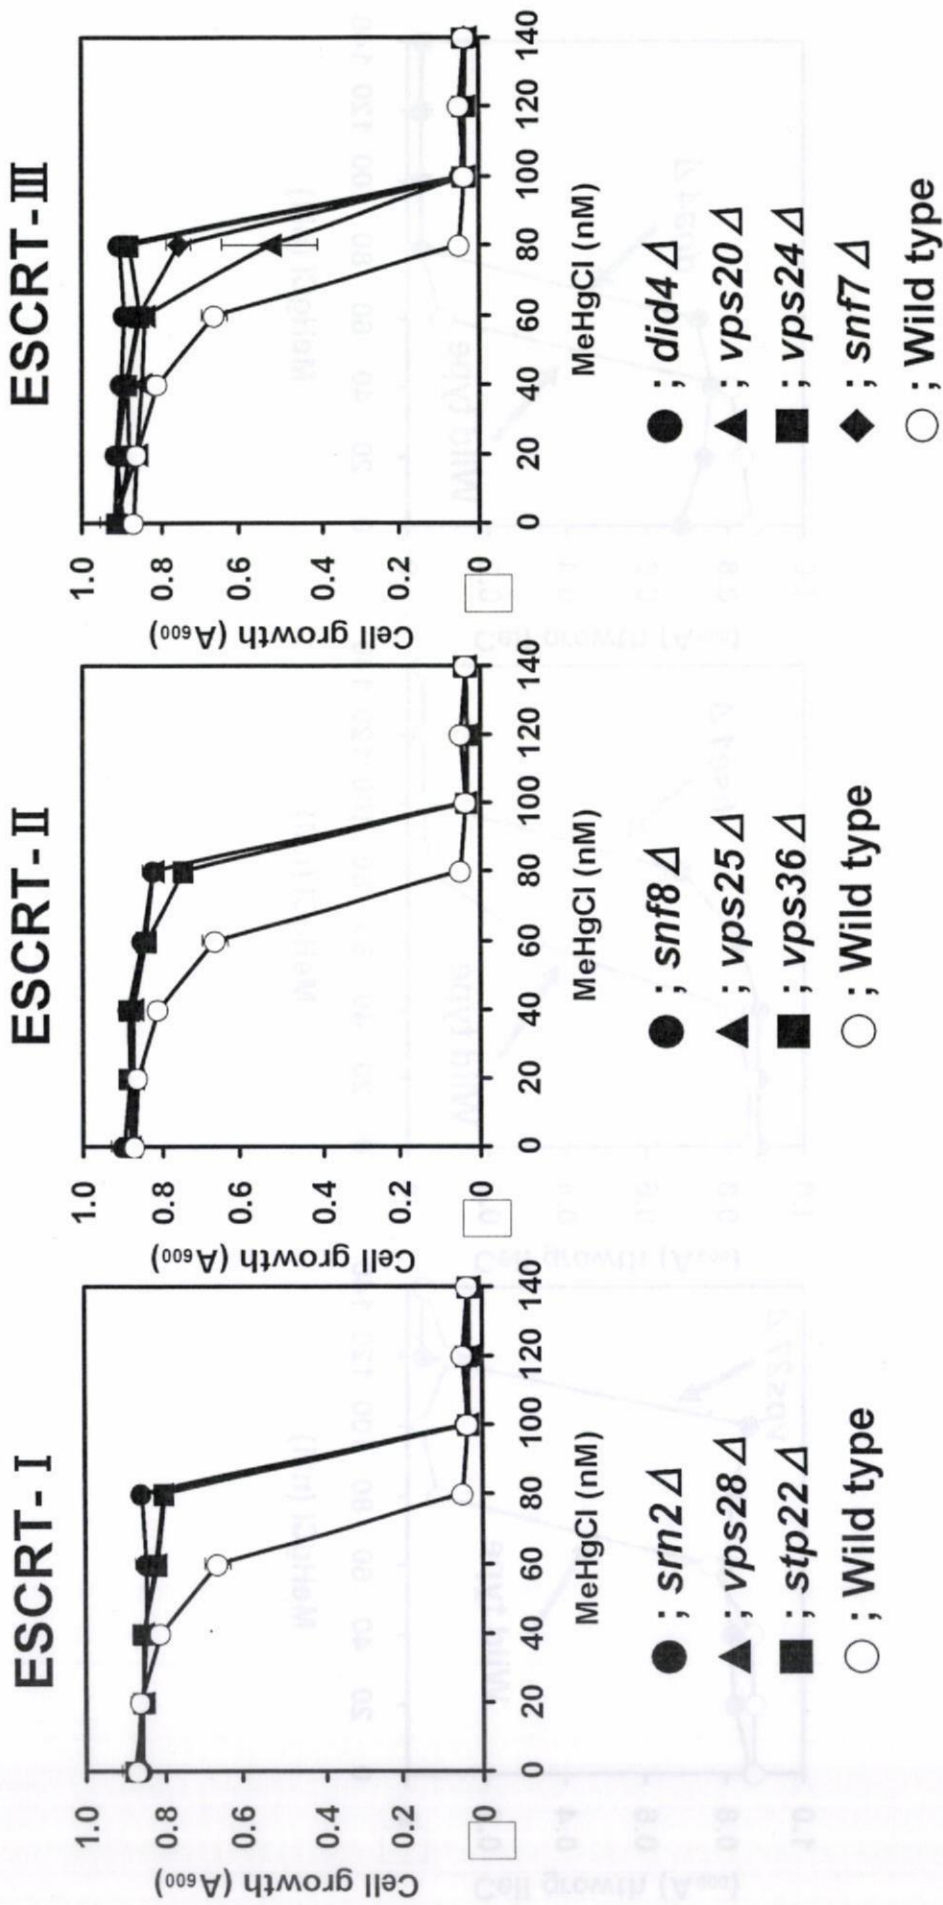 ESCRT-I
Cell growth (A600)
1.0
0.8
0.6
0.4
0.2
.0
0 20 40 60 80 100 120 140
MeHgCl (nM)
● ; srn2Δ
▲ ; vps28Δ
■ ; stp22Δ
○ ; Wild type
ESCRT-II
Cell growth (A600)
1.0
0.8
0.6
0.4
0.2
.0
0 20 40 60 80 100 120 140
MeHgCl (nM)
● ; snf8Δ
▲ ; vps25Δ
■ ; vps36Δ
○ ; Wild type
ESCRT-III
Cell growth (A600)
1.0
0.8
0.6
0.4
0.2
.0
0 20 40 60 80 100 120 140
MeHgCl (nM)
● ; did4Δ
▲ ; vps20Δ
■ ; vps24Δ
◆ ; snf7Δ
○ ; Wild type